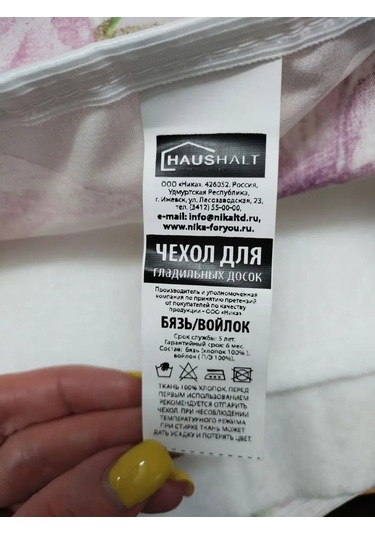 HAUSHALT
ООО «Ника». 426052. Россия,
Удмуртская Республика,
г. Ижевск, ул. Лесозаводская, 23,
тел. (3412) 55-00-00,
e-mail: info@nikaltd.ru,
www.nika-foryou.ru
ЧЕХОЛ ДЛЯ
ГЛАДИЛЬНЫХ ДОСОК
Производитель и уполномоченная
компания по принятию претензий
от покупателей по качеству
продукции - ООО «Ника»
БЯЗЬ/ВОЙЛОК
Срок службы: 5 лет.
Гарантийный срок: 6 мес.
Состав: бязь (хлопок 100%),
войлок (П/Э 100%).
ТКАНЬ 100% ХЛОПОК. ПЕРЕД
ПЕРВЫМ ИСПОЛЬЗОВАНИЕМ
РЕКОМЕНДУЕТСЯ ОТПАРИТЬ
ЧЕХОЛ. ПРИ НЕСОБЛЮДЕНИИ
ТЕМПЕРАТУРНОГО РЕЖИМА
ПРИ СТИРКЕ ТКАНЬ МОЖЕТ
ДАТЬ УСАДКУ И ПОТЕРЯТЬ ЦВЕТ.